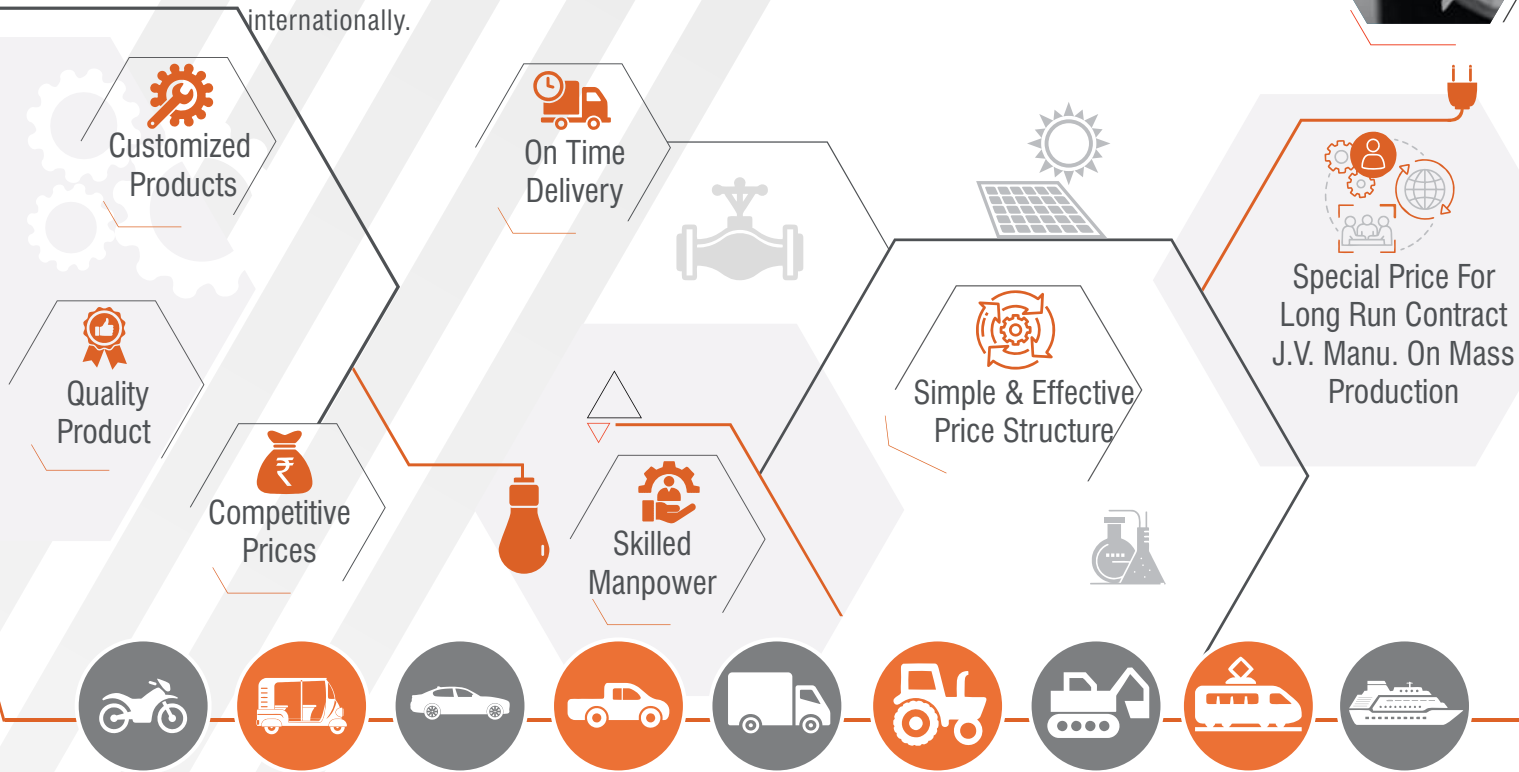 internationally.
Customized
Products
On Time
Delivery
Special Price For
Long Run Contract
J.V. Manu. On Mass
Production
Quality
Product
Simple & Effective
Price Structure
₹
Competitive
Prices
Skilled
Manpower